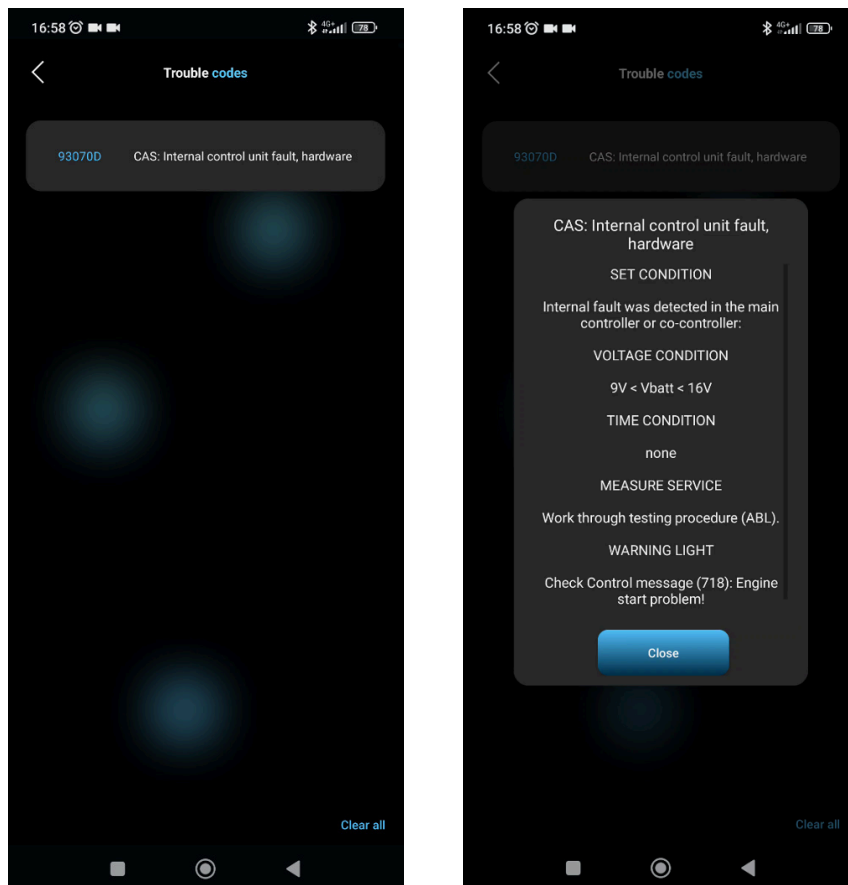 16:58
4G+
78
Trouble codes
93070D CAS: Internal control unit fault, hardware
Clear all
16:58
4G+
78
Trouble codes
93070D CAS: Internal control unit fault, hardware
CAS: Internal control unit fault,
hardware
SET CONDITION
Internal fault was detected in the main
controller or co-controller:
VOLTAGE CONDITION
9V < Vbatt < 16V
TIME CONDITION
none
MEASURE SERVICE
Work through testing procedure (ABL).
WARNING LIGHT
Check Control message (718): Engine
start problem!
Close
Clear all